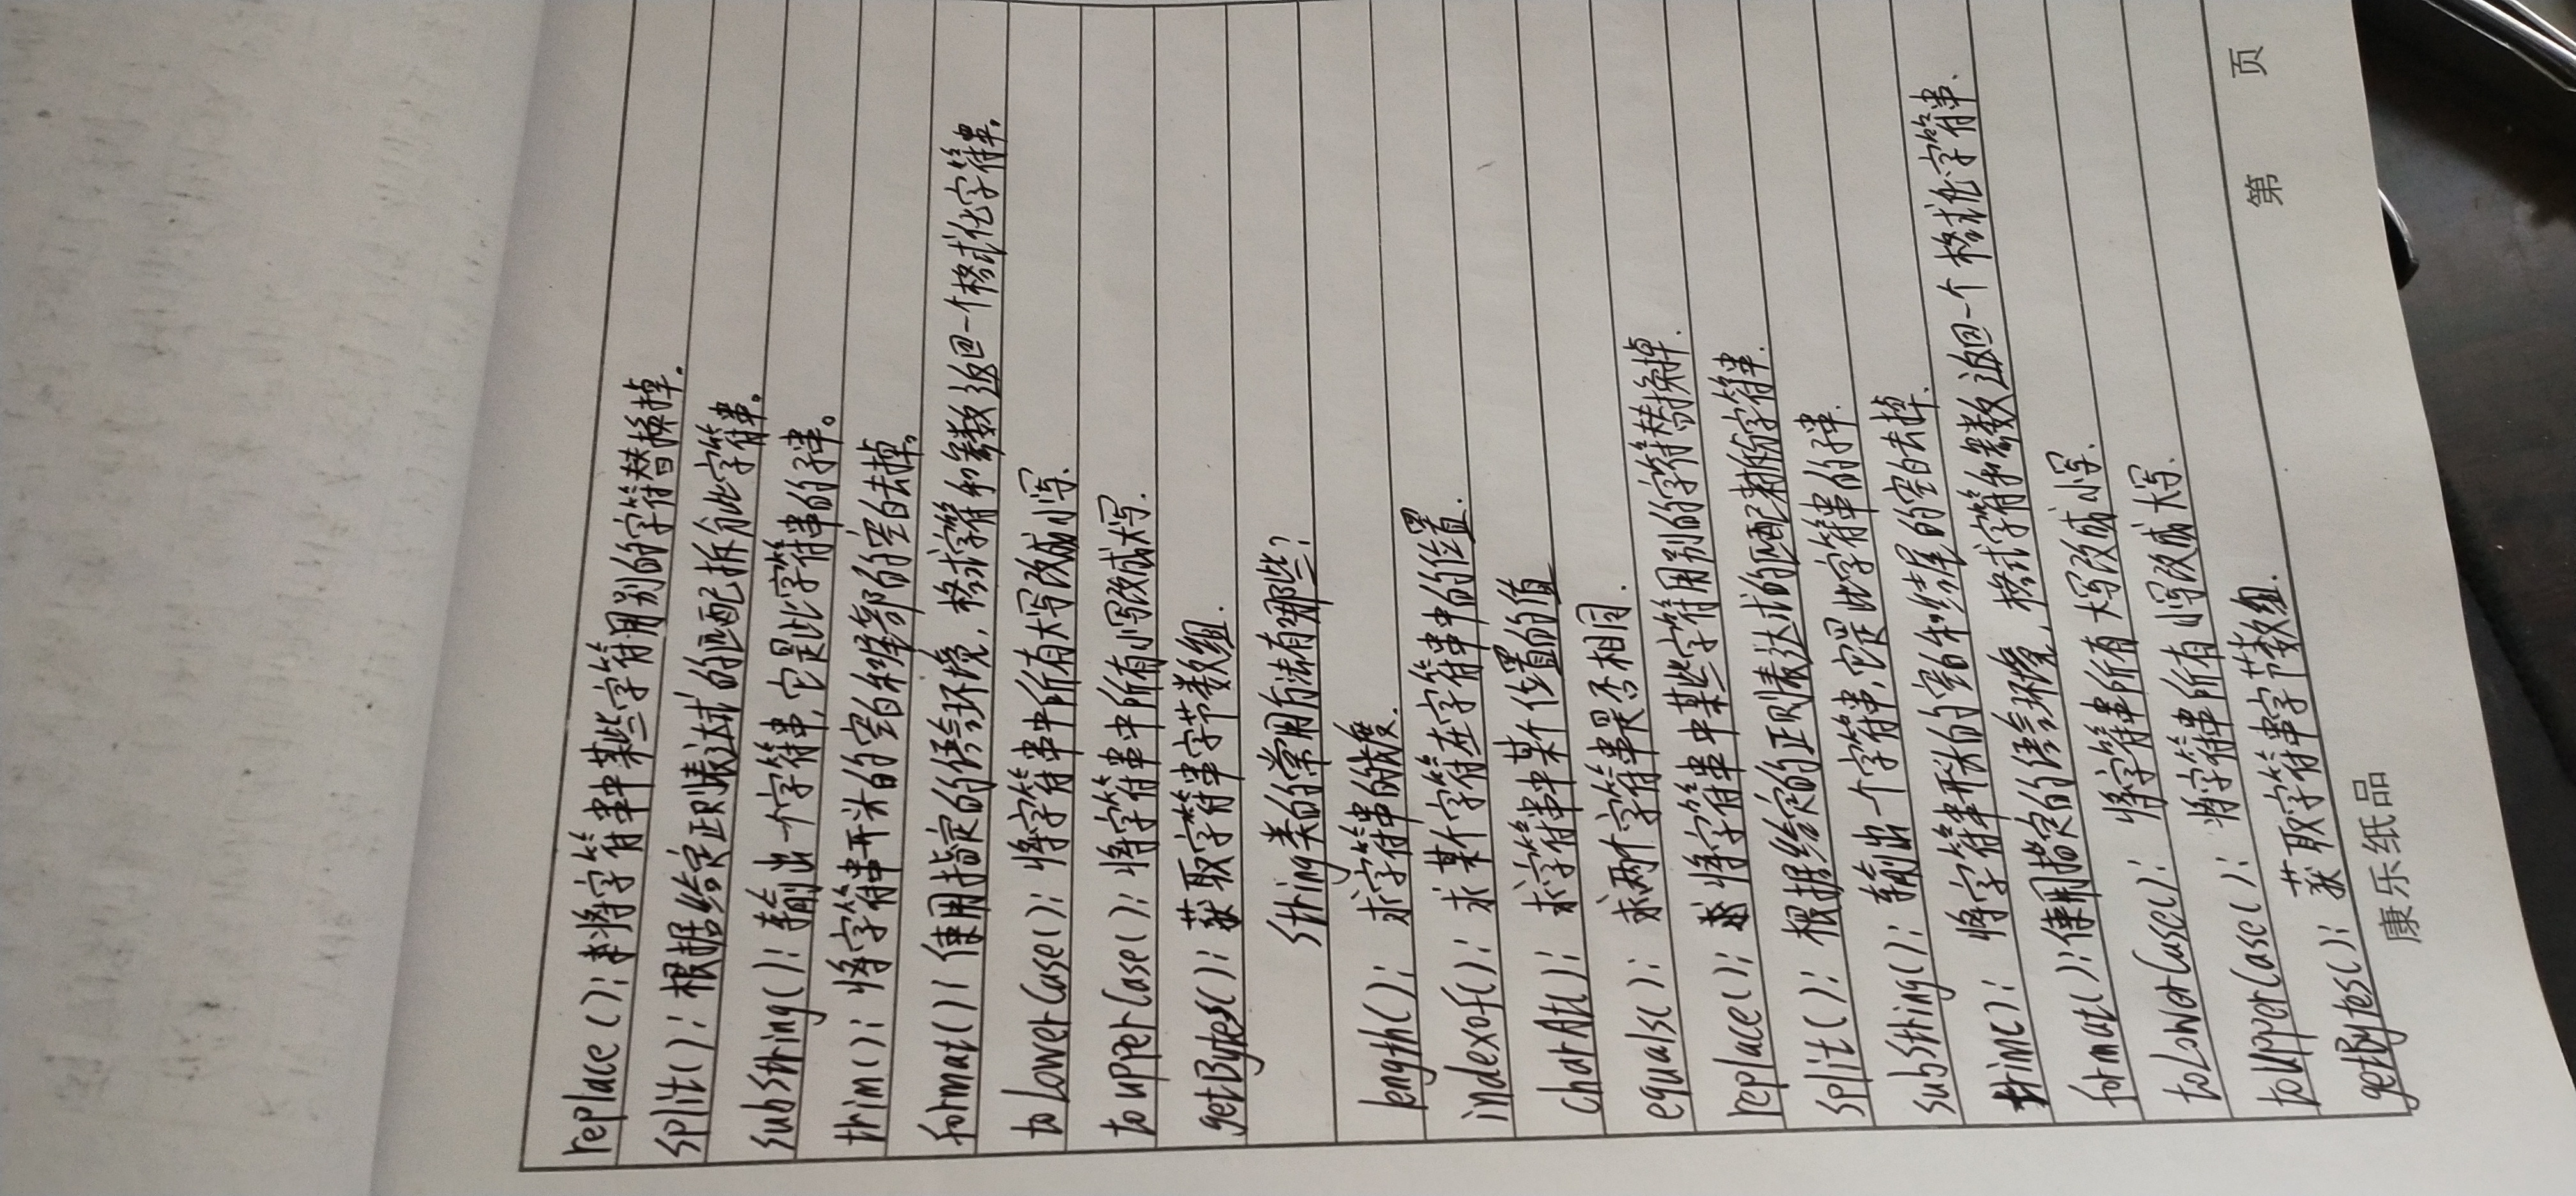 replace(): 将字符串中某些字符用别的字符替换掉。
split(): 根据给定正则表达式的匹配拆分此字符串。
substring(): 输出一个字符串,它是此字符串的子串。
trim(): 将字符串开头的空白和尾部的空白去掉。
format(): 使用指定的语言环境,格式字符串和参数返回一个格式化字符串。
toLowerCase(): 将字符串中所有大写改成小写.
toupperCase(): 将字符串中所有小写改成大写.
getBytes(): 获取字符串字节数组.
String类的常用方法有哪些?
length(): 求字符串的长度.
indexof(): 求某个字符在字符串中的位置.
charAt(): 求字符串中某个位置的值
equals(): 求两个字符串是否相同.
replace(): 将字符串中某些字符用别的字符替换掉.
split(): 根据给定的正则表达式的匹配来拆分字符串.
substring(): 输出一个字符串,它是此字符串的子串.
trim(): 将字符串开头的空白和结尾的空白去掉.
format(): 使用指定的语言环境,格式字符串和参数返回一个格式化字符串.
toLowerCase(): 将字符串所有大写改成小写.
toupperCase(): 将字符串所有小写改成大写.
getBytes(): 获取字符串字节数组.
康乐纸品 第 页